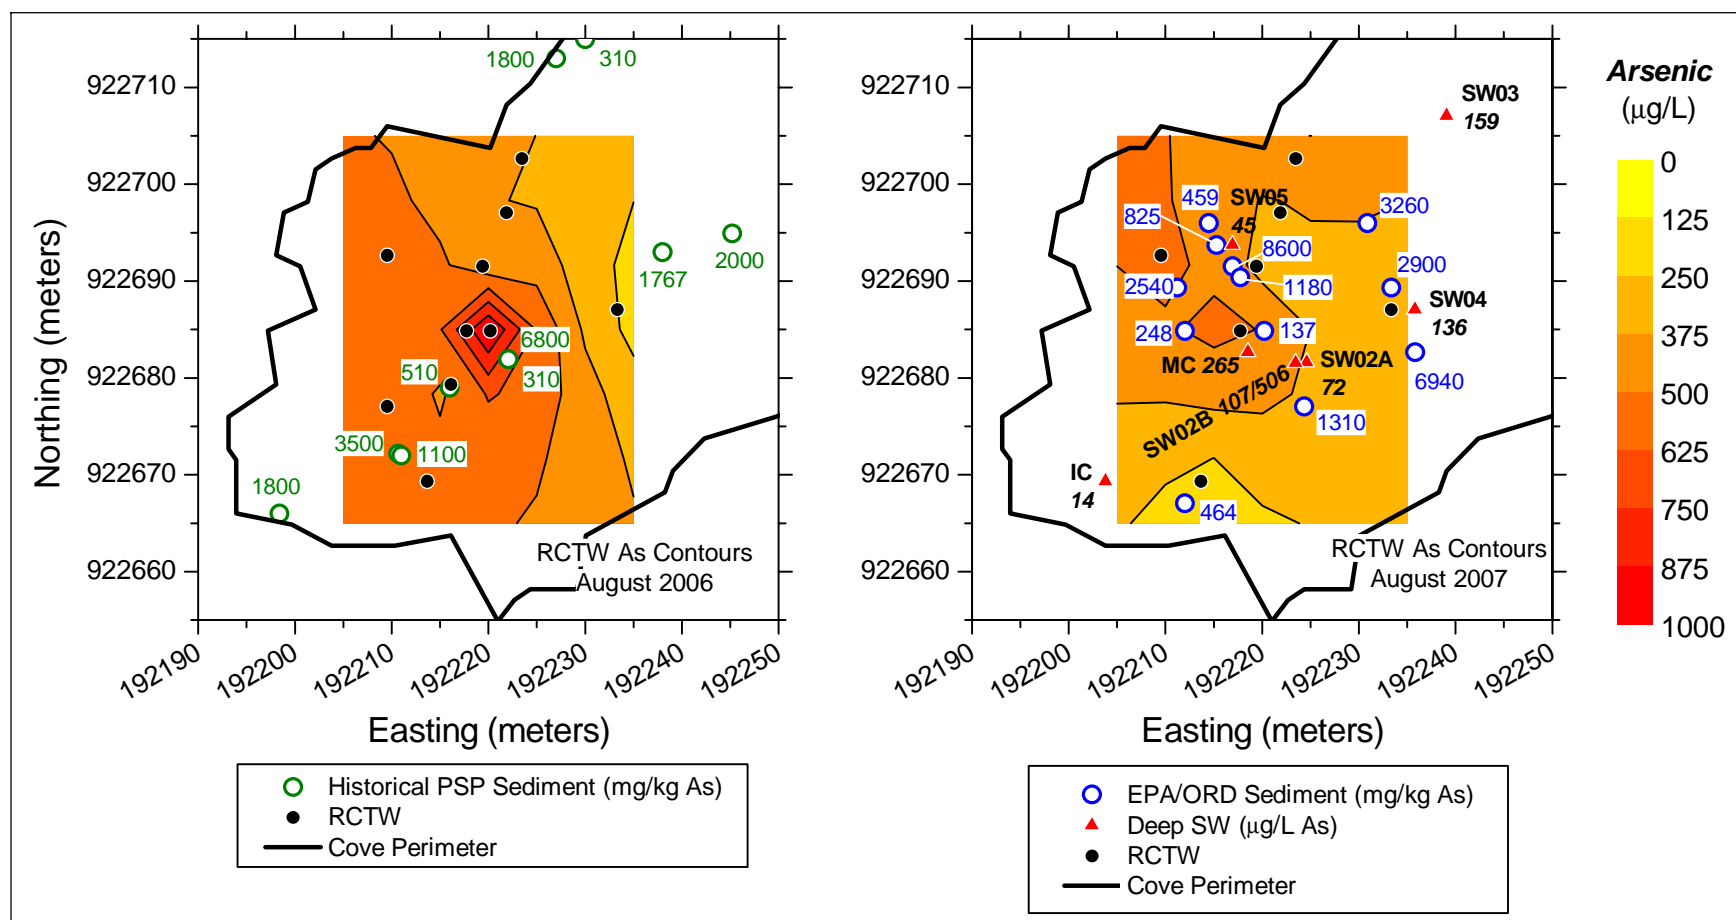 922710
922700
922690
922680
922670
922660
Northing (meters)
192190
192200
192210
192220
192230
192240
192250
Easting (meters)
1800
310
1767
2000
6800
310
510
3500
1100
1800
RCTW As Contours
August 2006
Historical PSP Sediment (mg/kg As)
RCTW
Cove Perimeter
922710
922700
922690
922680
922670
922660
192190
192200
192210
192220
192230
192240
192250
Easting (meters)
SW03
159
459
SW05
45
825
3260
8600
2900
2540
1180
SW04
136
248
137
MC 265
SW02A
72
6940
SW02B 107/506
1310
IC
14
464
RCTW As Contours
August 2007
EPA/ORD Sediment (mg/kg As)
Deep SW (μg/L As)
RCTW
Cove Perimeter
Arsenic
(μg/L)
0
125
250
375
500
625
750
875
1000